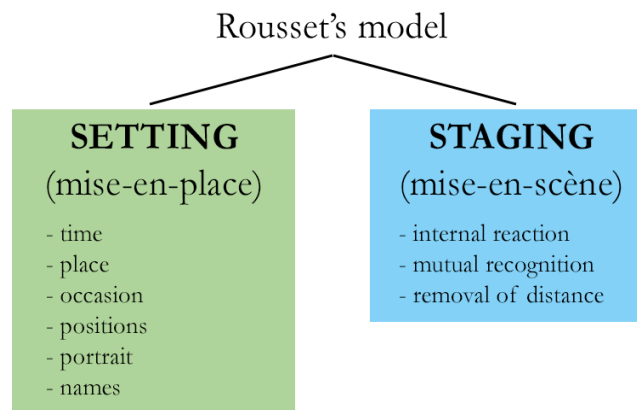 Rousset’s model
SETTING
(mise-en-place)
- time
- place
- occasion
- positions
- portrait
- names
STAGING
(mise-en-scène)
- internal reaction
- mutual recognition
- removal of distance